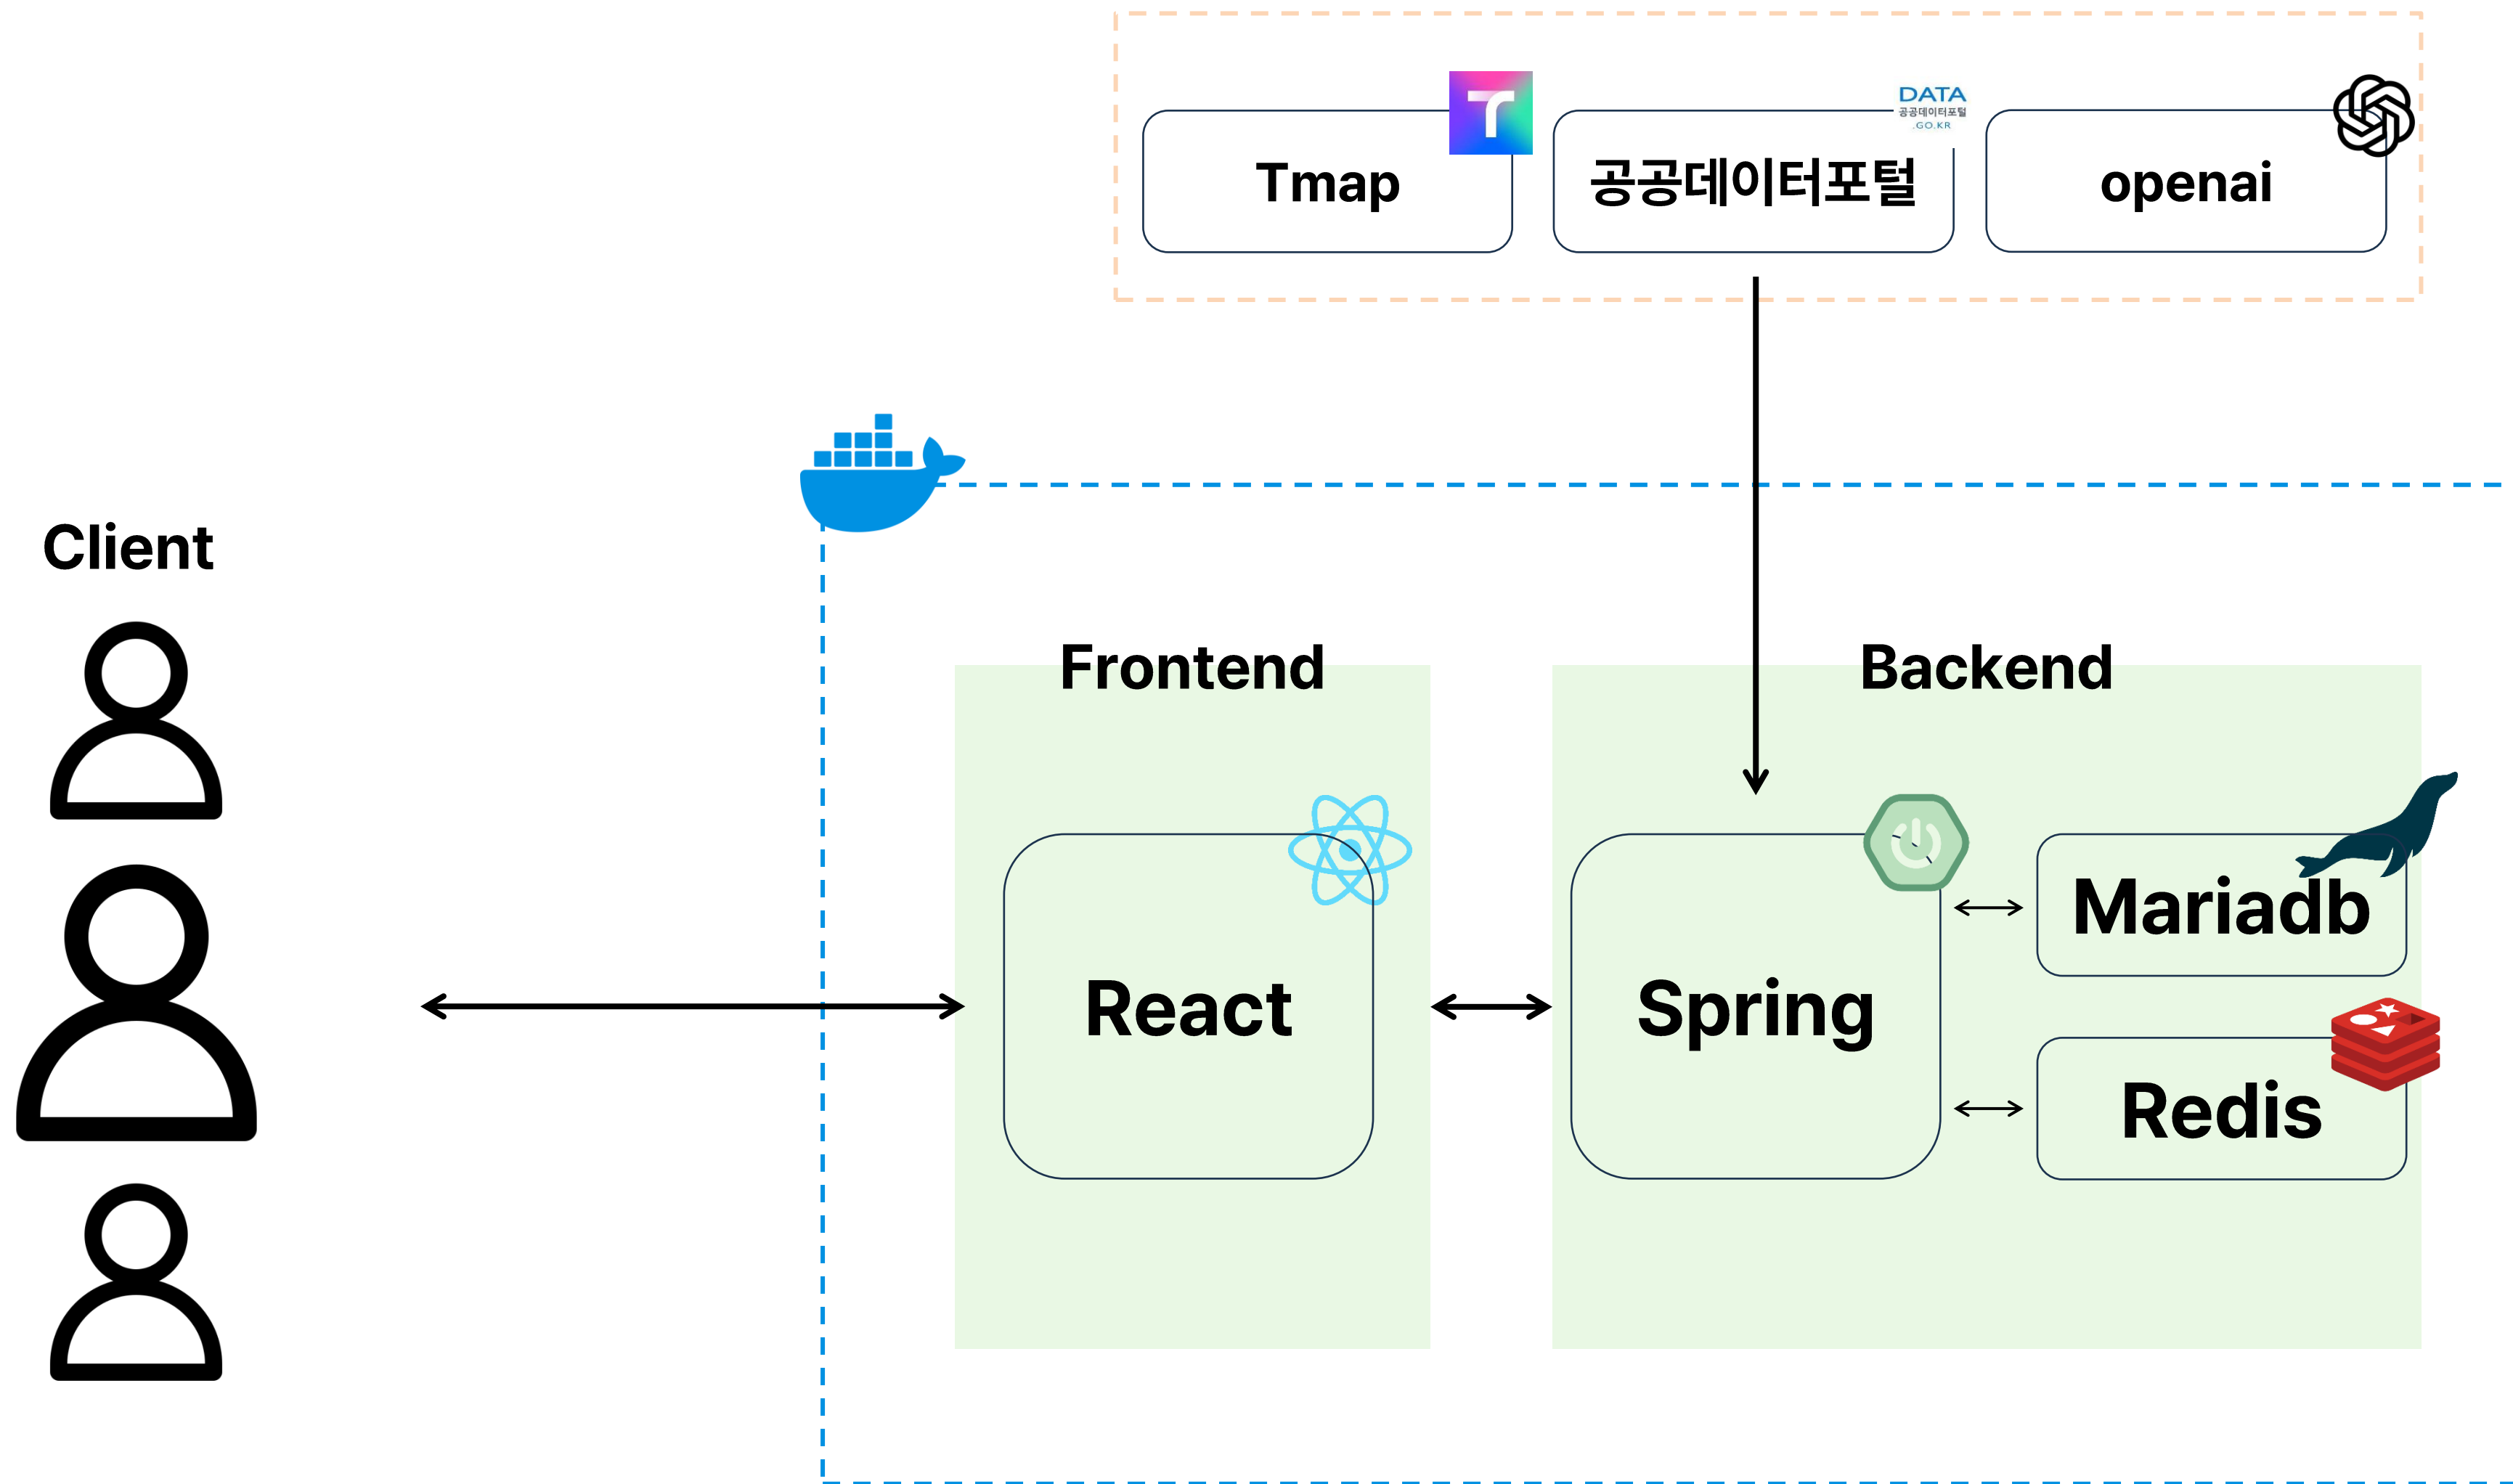 DATA
공공데이터포털
.GO.KR
Tmap
공공데이터포털
openai
Client
Frontend
Backend
Mariadb
React
Spring
Redis